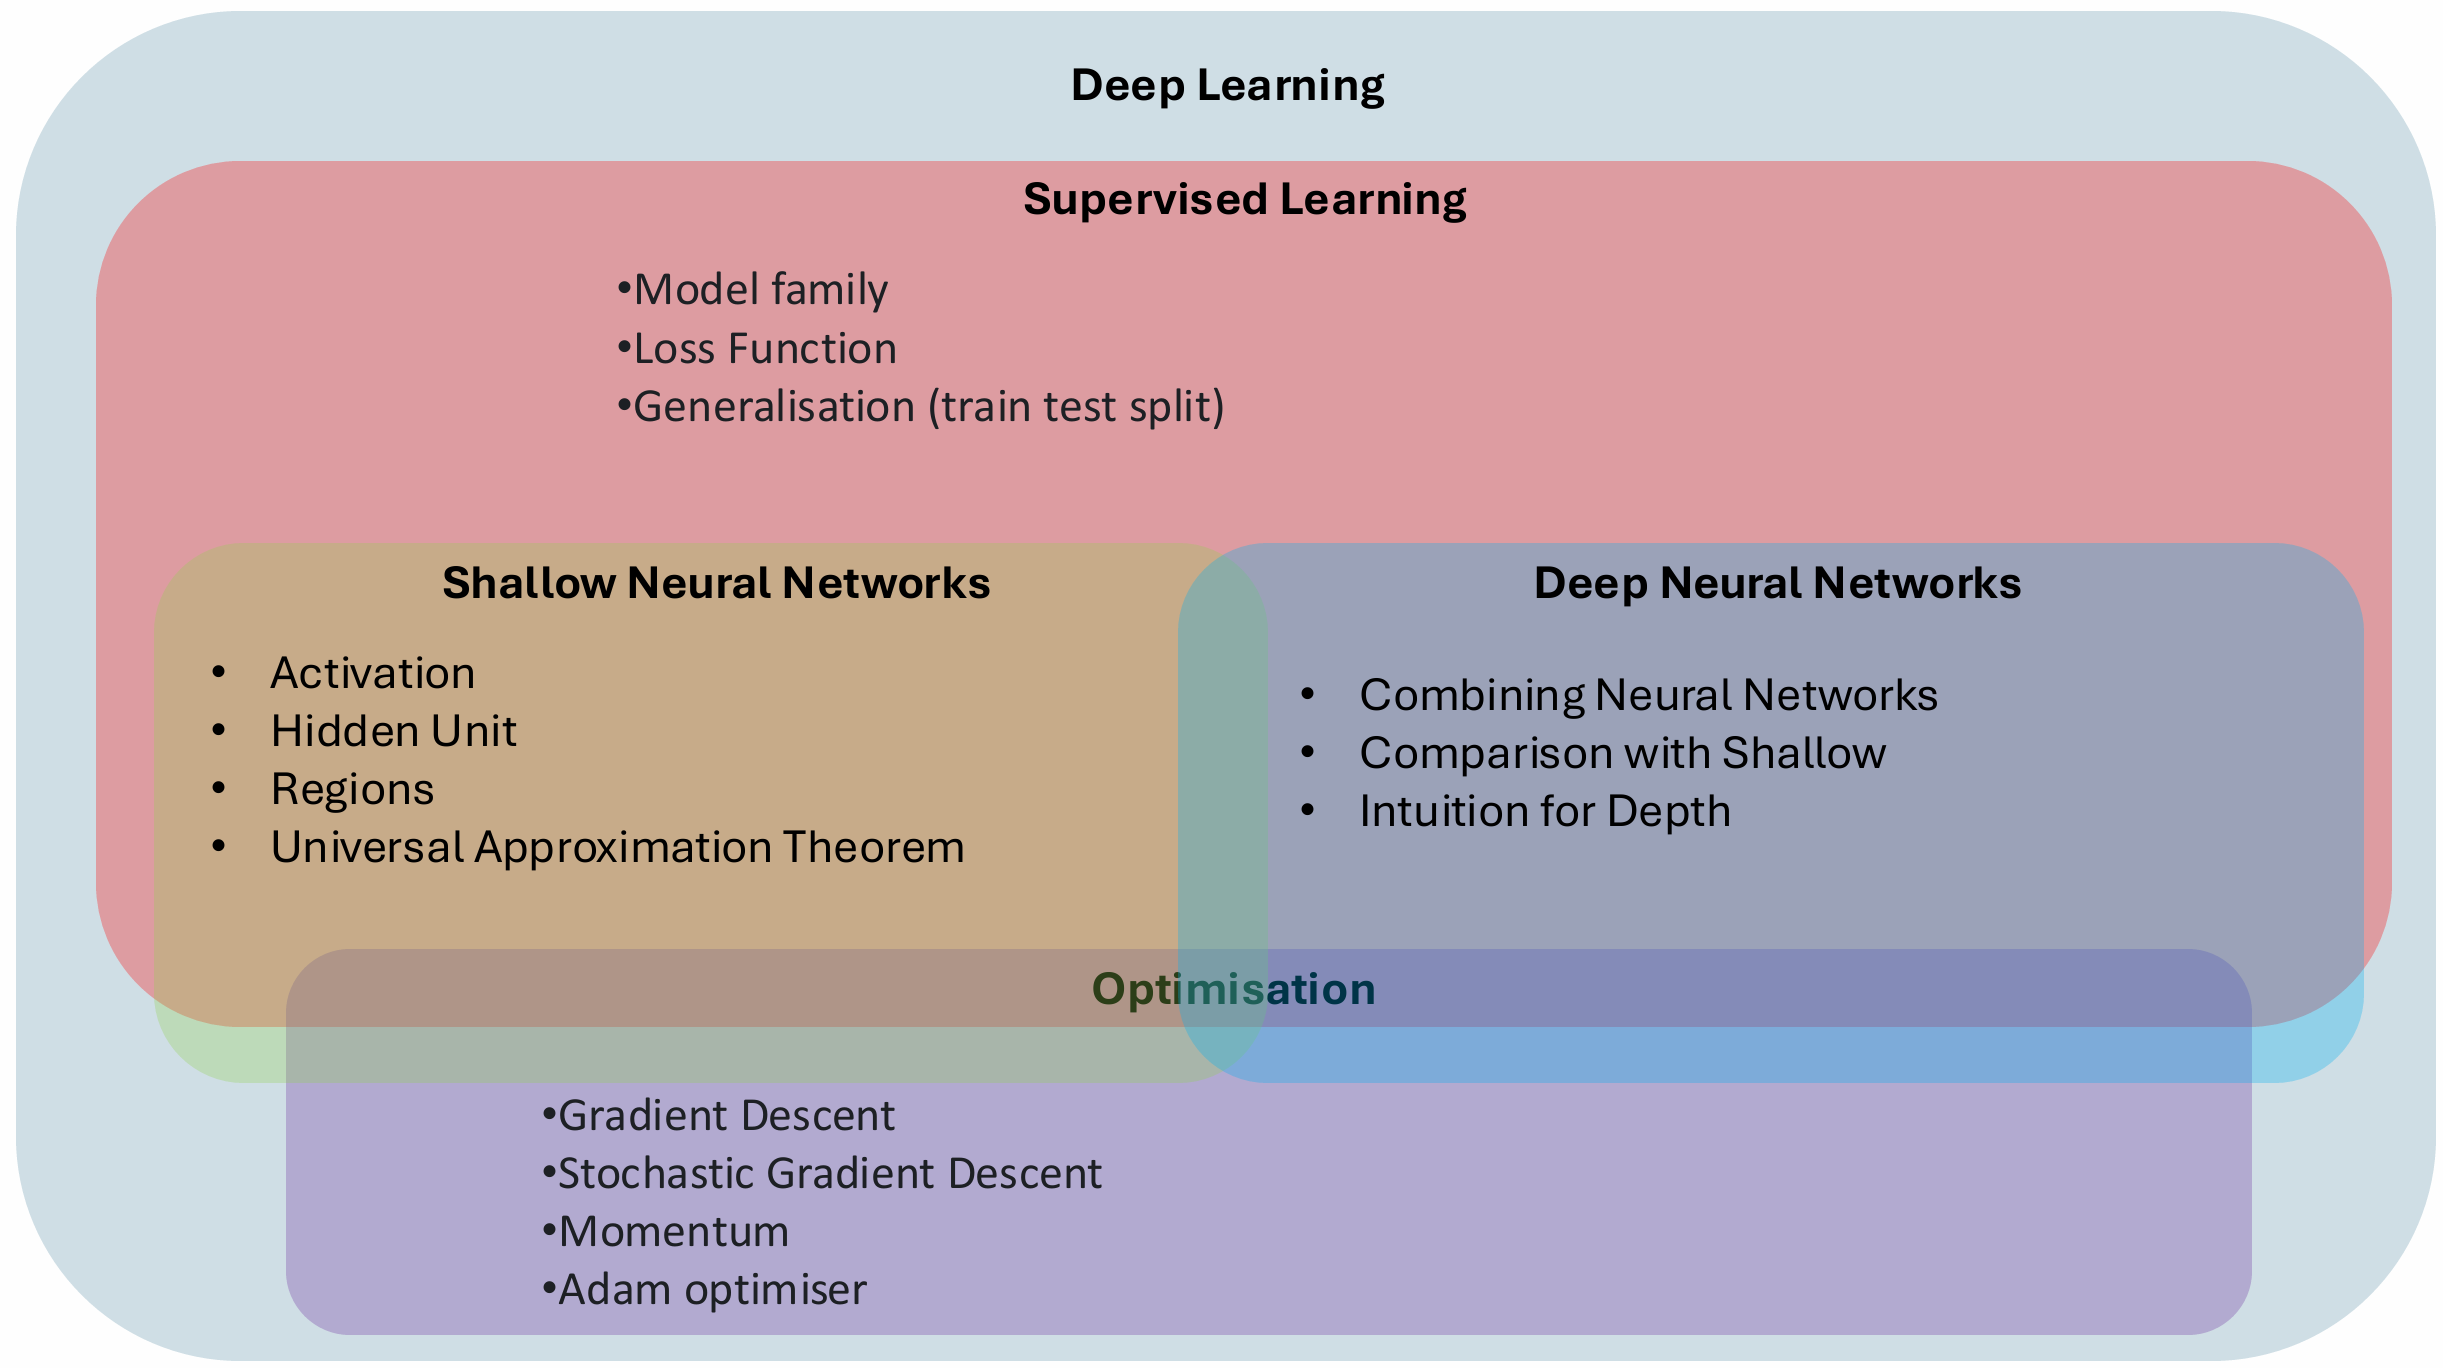 Deep Learning
Supervised Learning
•Model family
•Loss Function
•Generalisation (train test split)
Shallow Neural Networks
• Activation
• Hidden Unit
• Regions
• Universal Approximation Theorem
Deep Neural Networks
• Combining Neural Networks
• Comparison with Shallow
• Intuition for Depth
Optimisation
•Gradient Descent
•Stochastic Gradient Descent
•Momentum
•Adam optimiser